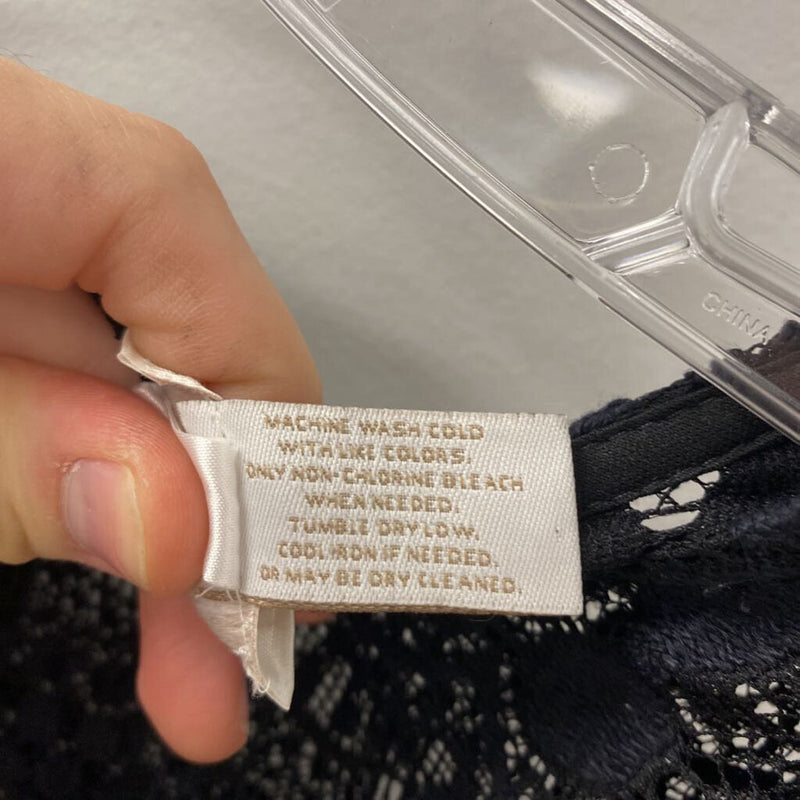 CHINA
MACHINE WASH COLD
WITH LIKE COLORS.
ONLY NON-CHLORINE BLEACH
WHEN NEEDED.
TUMBLE DRY LOW.
COOL IRON IF NEEDED.
OR MAY BE DRY CLEANED.